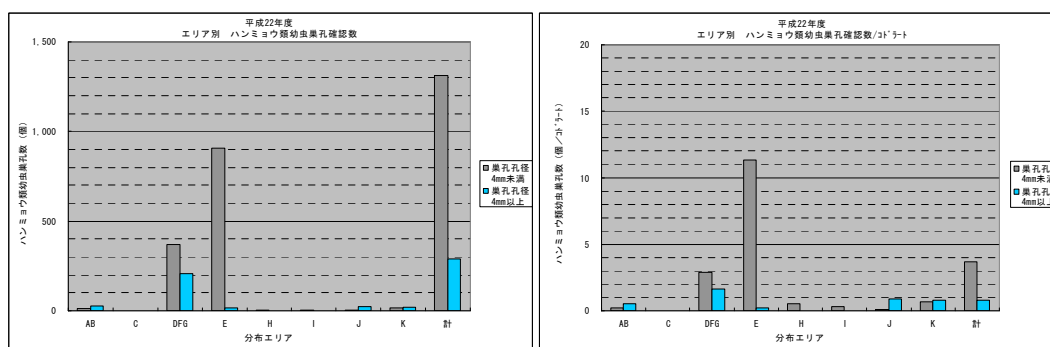 平成22年度
エリア別　ハンミョウ類幼虫巣孔確認数
ハンミョウ類幼虫巣孔数（個）
1,500
1,000
500
0
AB C DFG E H I J K 計
分布エリア
巣孔孔径
4mm未満
巣孔孔径
4mm以上
平成22年度
エリア別　ハンミョウ類幼虫巣孔確認数/ｺﾄﾞﾗｰﾄ
ハンミョウ類幼虫巣孔数（個／ｺﾄﾞﾗｰﾄ）
20
15
10
5
0
AB C DFG E H I J K 計
分布エリア
巣孔孔
4mm未
巣孔孔
4mm以